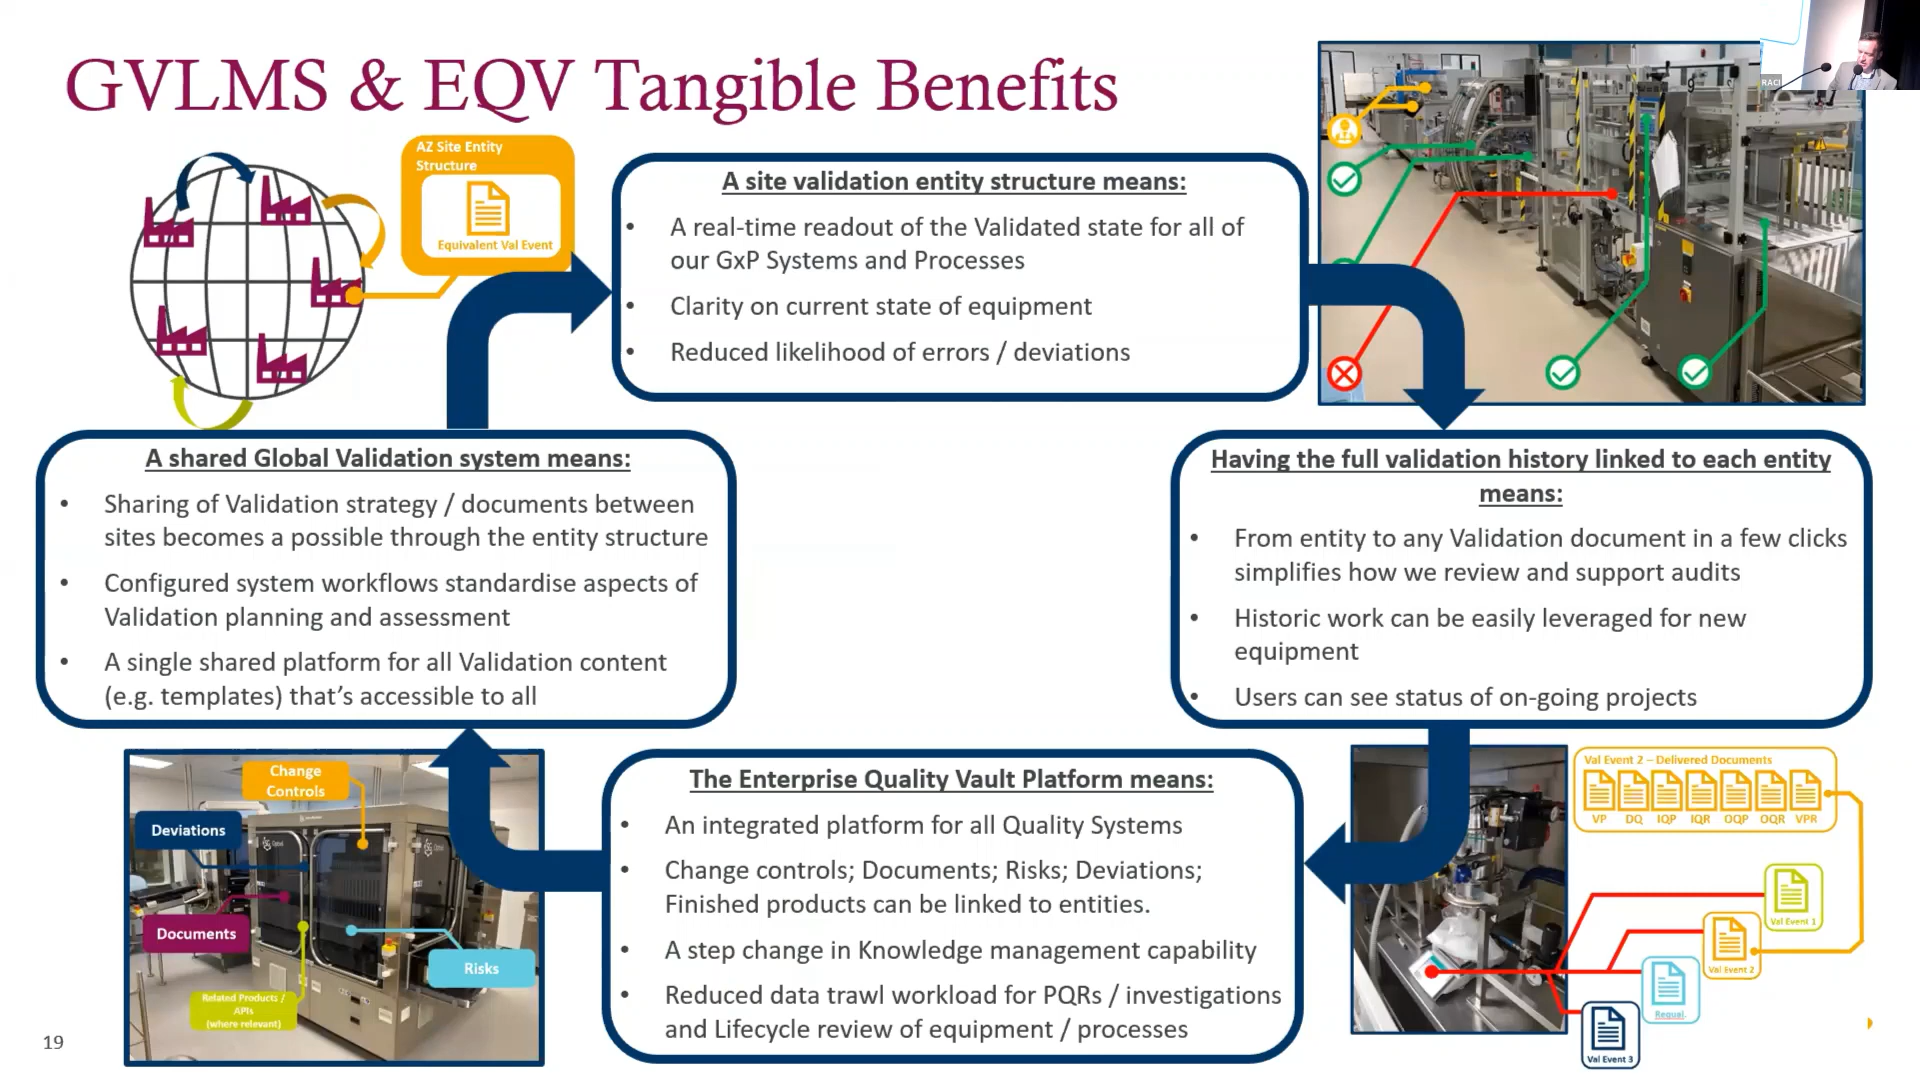 GVLMS & EQV Tangible Benefits
RACI
AZ Site Entity
Structure
Equivalent Val Event
A site validation entity structure means:
• A real-time readout of the Validated state for all of
our GxP Systems and Processes
• Clarity on current state of equipment
• Reduced likelihood of errors / deviations
A shared Global Validation system means:
• Sharing of Validation strategy / documents between
sites becomes a possible through the entity structure
• Configured system workflows standardise aspects of
Validation planning and assessment
• A single shared platform for all Validation content
(e.g. templates) that's accessible to all
Having the full validation history linked to each entity
means:
• From entity to any Validation document in a few clicks
simplifies how we review and support audits
• Historic work can be easily leveraged for new
equipment
• Users can see status of on-going projects
The Enterprise Quality Vault Platform means:
• An integrated platform for all Quality Systems
• Change controls; Documents; Risks; Deviations;
Finished products can be linked to entities.
• A step change in Knowledge management capability
• Reduced data trawl workload for PQRs / investigations
and Lifecycle review of equipment / processes
Change
Controls
Deviations
Documents
Risks
Related Products /
APIs
(where relevant)
Val Event 2 – Delivered Documents
VP DQ IQP IQR OQP OQR VPR
Val Event 1
Val Event 2
Requal.
Val Event 3
19